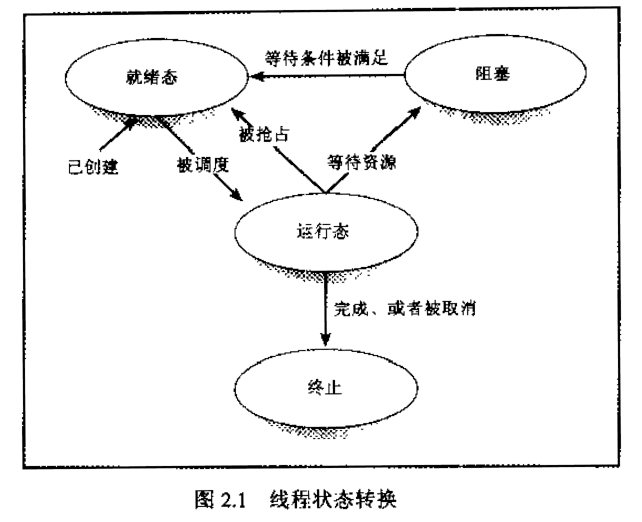 等待条件被满足
就绪态
阻塞
被抢占
已创建
被调度
等待资源
运行态
完成、或者被取消
终止
图 2.1 线程状态转换